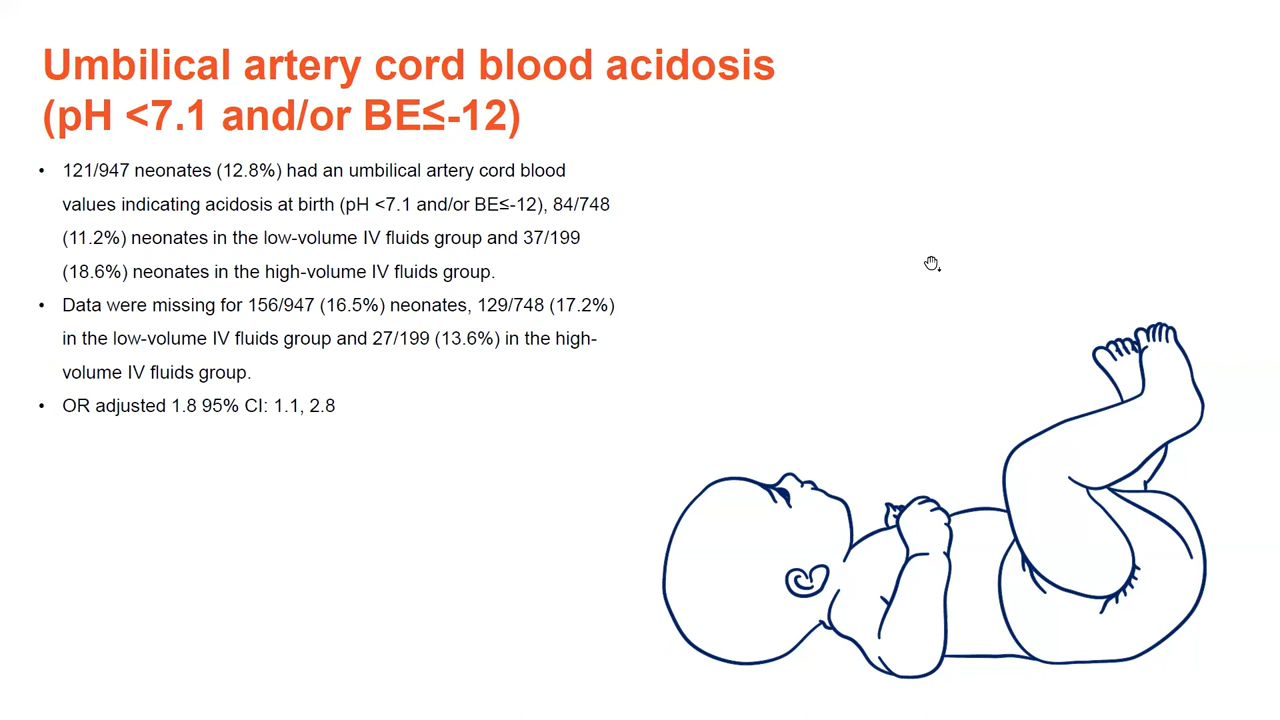 Umbilical artery cord blood acidosis
(pH <7.1 and/or BE≤-12)
• 121/947 neonates (12.8%) had an umbilical artery cord blood
values indicating acidosis at birth (pH <7.1 and/or BE≤-12), 84/748
(11.2%) neonates in the low-volume IV fluids group and 37/199
(18.6%) neonates in the high-volume IV fluids group.
• Data were missing for 156/947 (16.5%) neonates, 129/748 (17.2%)
in the low-volume IV fluids group and 27/199 (13.6%) in the high-
volume IV fluids group.
• OR adjusted 1.8 95% CI: 1.1, 2.8